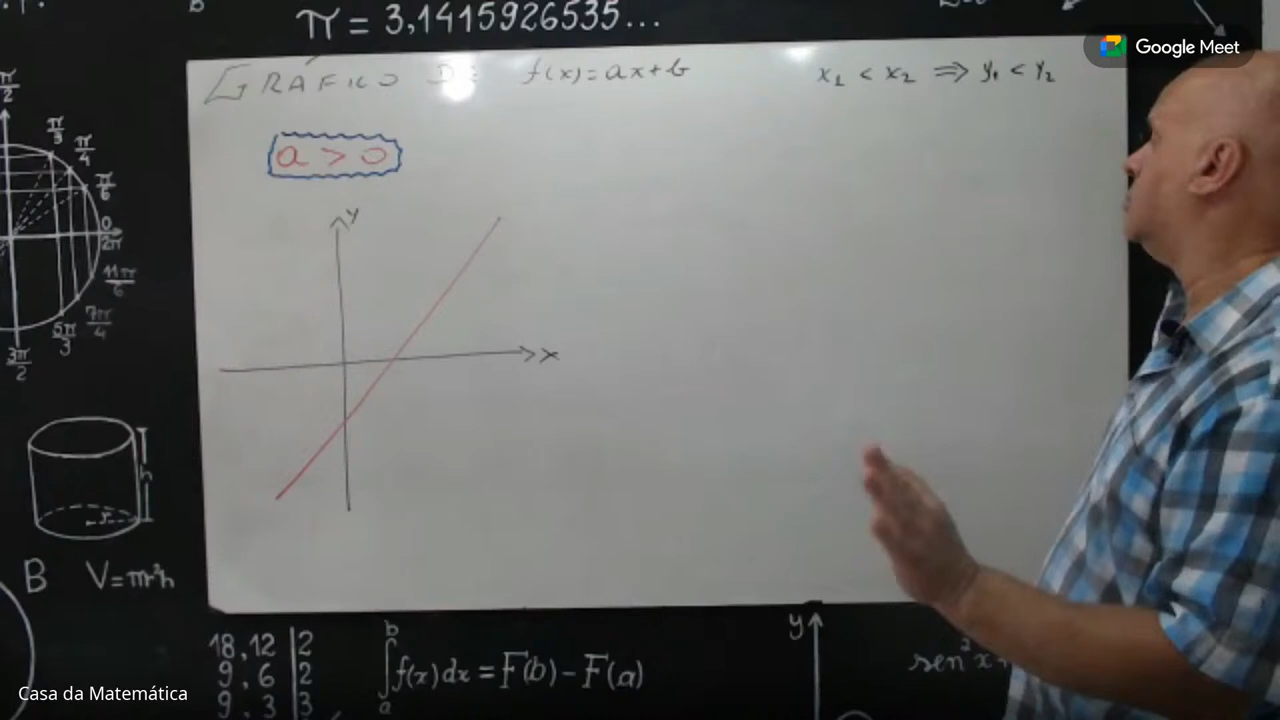 π = 3,1415926535...
Google Meet
GRÁFICO DE f(x) = ax+b
x₁ < x₂ ⇒ y₁ < y₂
a > 0
y
x
π/2
π/3
π/4
π/6
0
2π
11π/6
7π/4
5π/3
3π/2
h
r
B V=πr²h
18,12 | 2
9,6 | 2
9,3 | 3
∫ₐᵇ f(x)dx = F(b) - F(a)
y
sen²x
Casa da Matemática